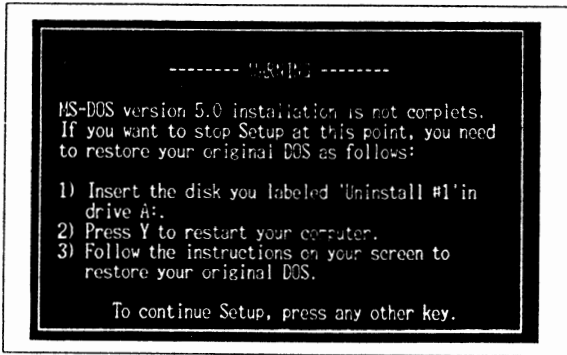 -------- WARNING --------
MS-DOS version 5.0 installation is not complets.
If you want to stop Setup at this point, you need
to restore your original DOS as follows:
1) Insert the disk you labeled 'Uninstall #1'in
drive A:.
2) Press Y to restart your computer.
3) Follow the instructions on your screen to
restore your original DOS.
To continue Setup, press any other key.